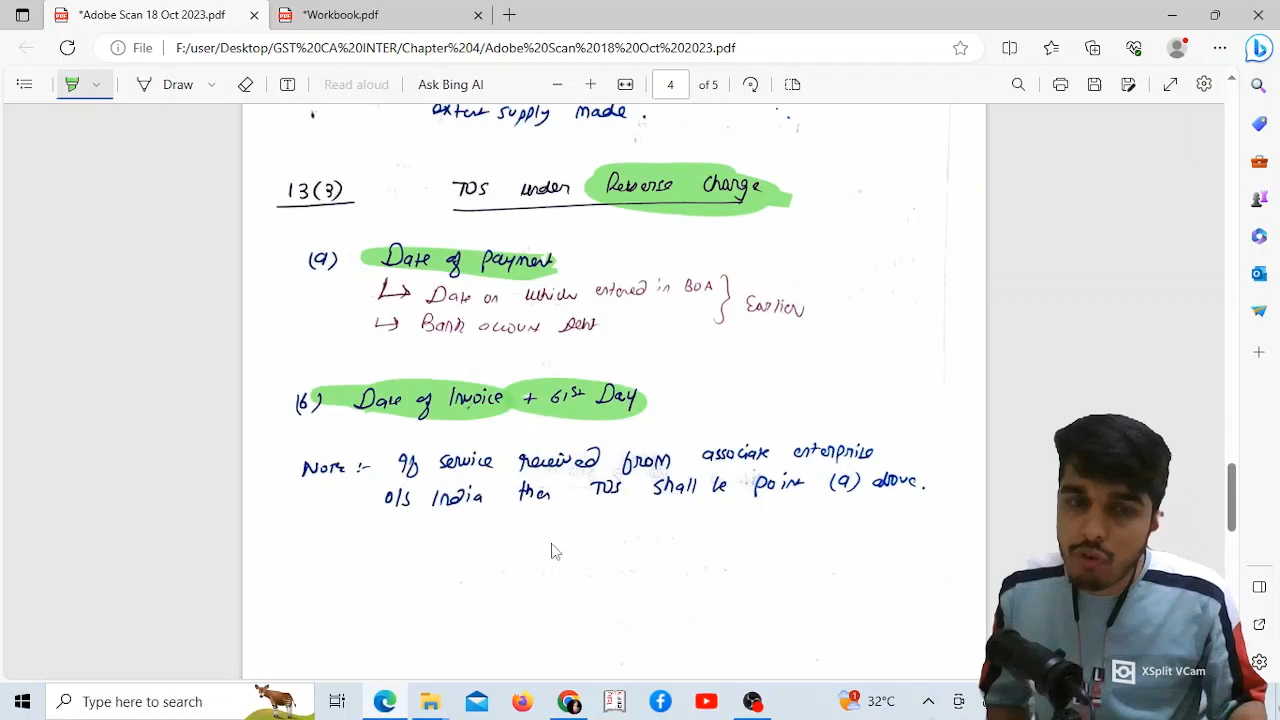 *Adobe Scan 18 Oct 2023.pdf
*Workbook.pdf
File
F:/user/Desktop/GST%20CA%20INTER/Chapter%204/Adobe%20Scan%2018%20Oct%202023.pdf
Draw
Read aloud
Ask Bing AI
4
of 5
extent supply made.
13(3) TOS under Reverse Charge
(a) Date of payment
Date on which entered in BOA
Earlier
Bank account Debt
(b) Date of Invoice + 61st Day
Note :- If service received from associate enterprise
o/s India then TOS shall be point (a) above.
XSplit VCam
Type here to search
1
32°C